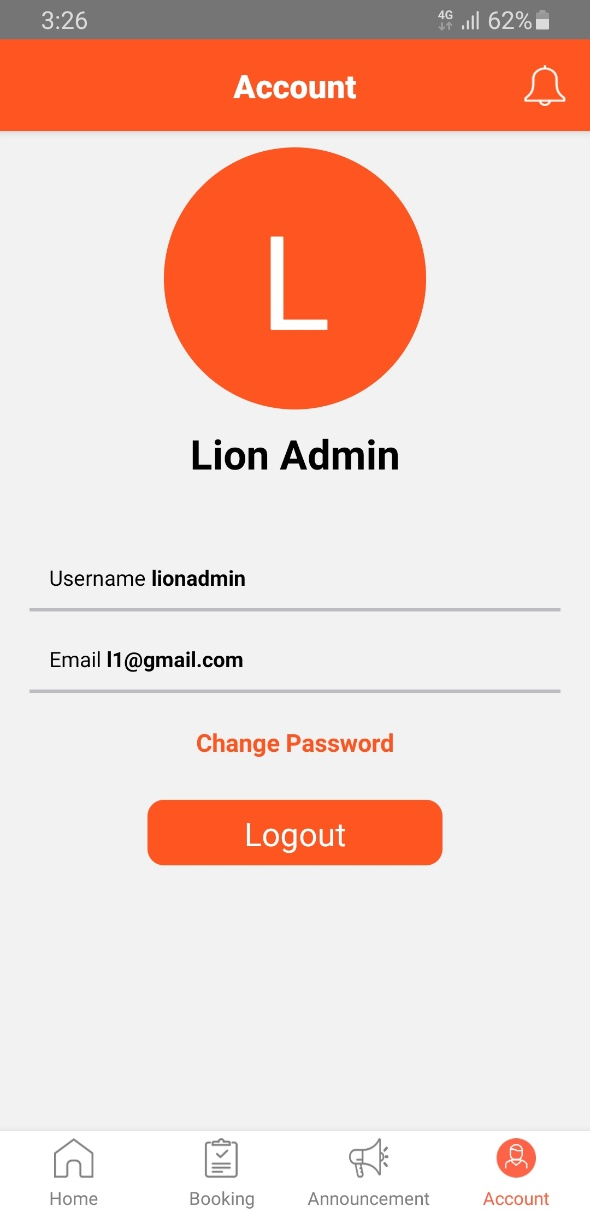 3:26 4G 62%
Account
L
Lion Admin
Username lionadmin
Email l1@gmail.com
Change Password
Logout
Home Booking Announcement Account